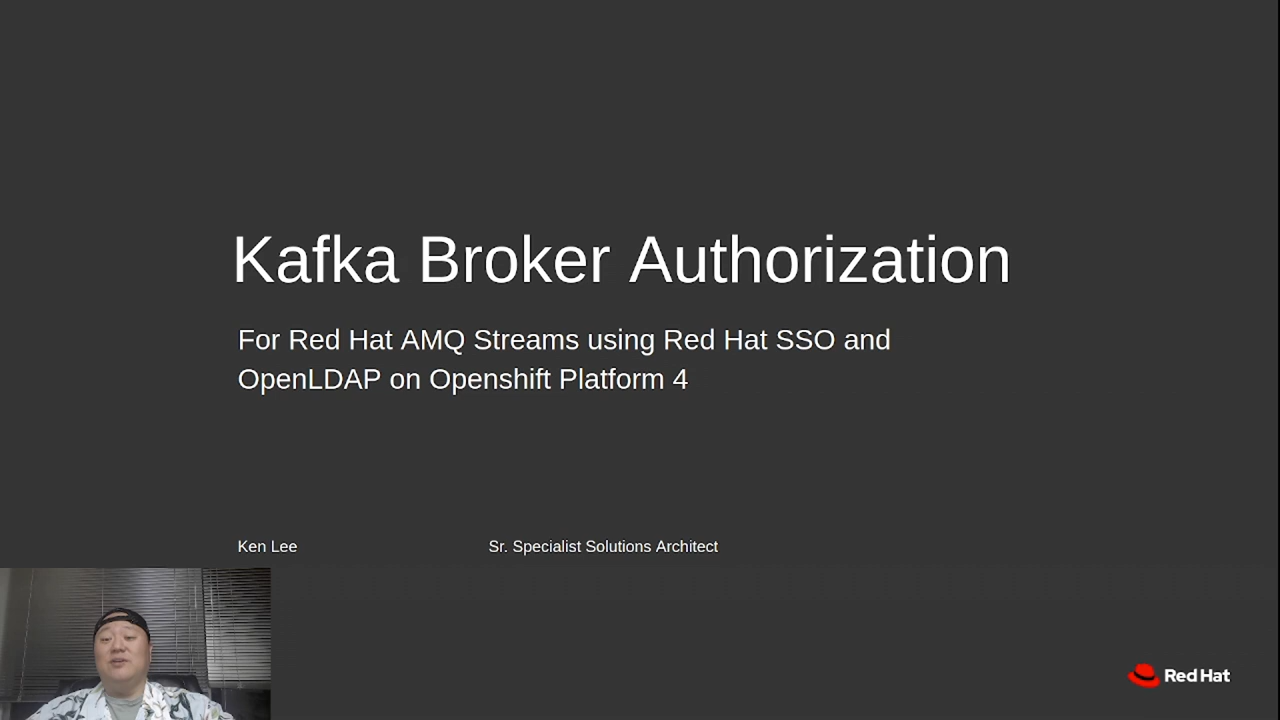 Kafka Broker Authorization
For Red Hat AMQ Streams using Red Hat SSO and
OpenLDAP on Openshift Platform 4
Ken Lee
Sr. Specialist Solutions Architect
Red Hat